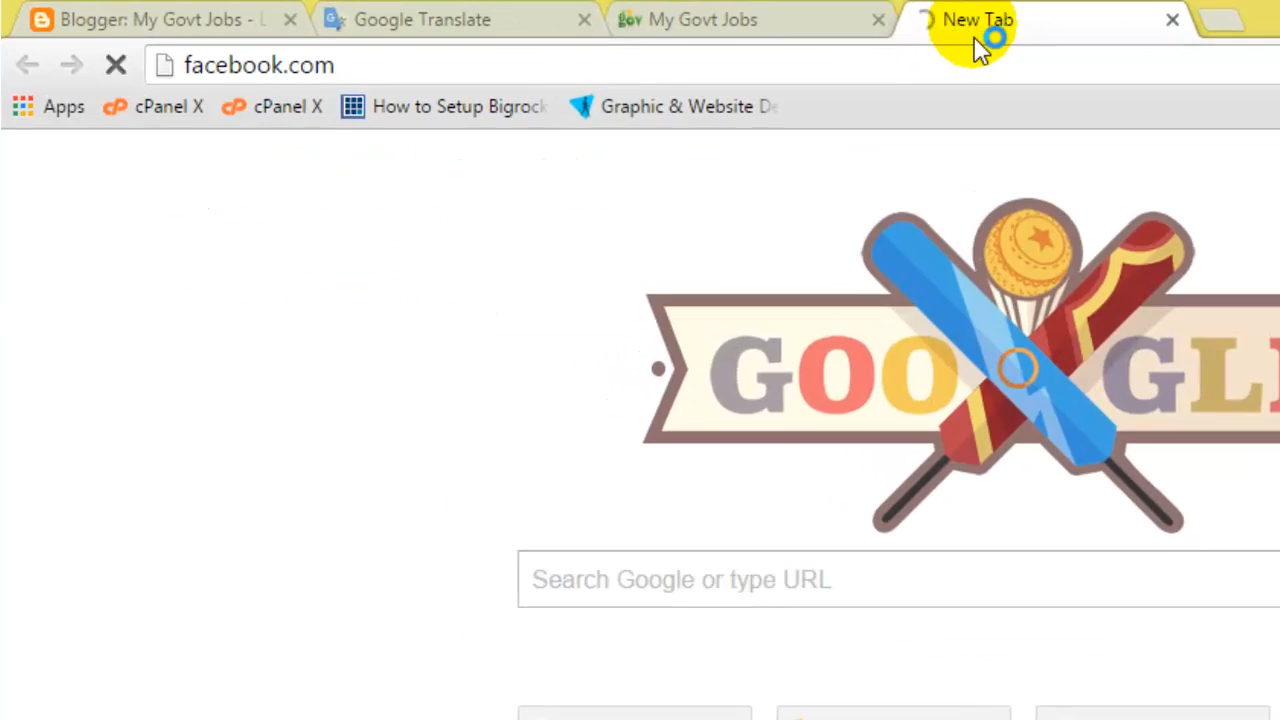 Blogger: My Govt Jobs - Google Translate My Govt Jobs New Tab
facebook.com
Apps cPanel X cPanel X How to Setup Bigrock Graphic & Website De
GOOGL
Search Google or type URL